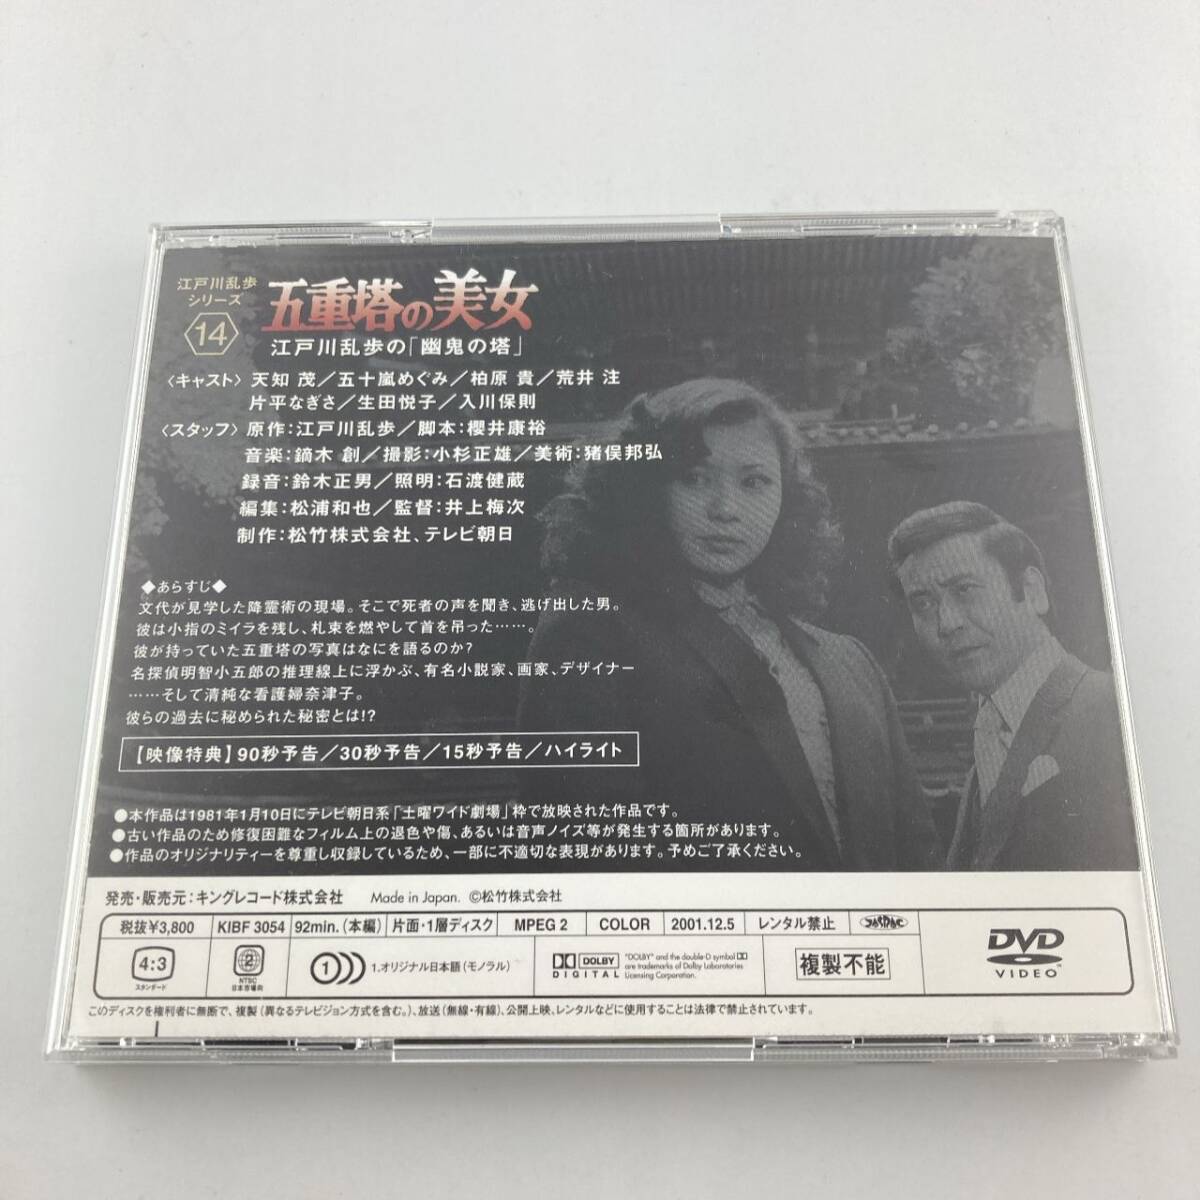 江戸川乱歩
シリーズ
14
五重塔の美女
江戸川乱歩の「幽鬼の塔」
〈キャスト〉天知 茂／五十嵐めぐみ／柏原 貴／荒井 注
片平なぎさ／生田悦子／入川保則
〈スタッフ〉原作:江戸川乱歩／脚本:櫻井康裕
音楽:鏑木 創／撮影:小杉正雄／美術:猪俣邦弘
録音:鈴木正男／照明:石渡健蔵
編集:松浦和也／監督:井上梅次
制作:松竹株式会社、テレビ朝日
◆あらすじ◆
文代が見学した降霊術の現場。そこで死者の声を聞き、逃げ出した男。
彼は小指のミイラを残し、札束を燃やして首を吊った……。
彼が持っていた五重塔の写真はなにを語るのか?
名探偵明智小五郎の推理線上に浮かぶ、有名小説家、画家、デザイナー
……そして清純な看護婦奈津子。
彼らの過去に秘められた秘密とは!?
【映像特典】90秒予告／30秒予告／15秒予告／ハイライト
●本作品は1981年1月10日にテレビ朝日系「土曜ワイド劇場」枠で放映された作品です。
●古い作品のため修復困難なフィルム上の退色や傷、あるいは音声ノイズ等が発生する箇所があります。
●作品のオリジナリティーを尊重し収録しているため、一部に不適切な表現があります。予めご了承ください。
発売・販売元:キングレコード株式会社 Made in Japan. ©松竹株式会社
税抜¥3,800 KIBF 3054 92min.(本編) 片面・1層ディスク MPEG 2 COLOR 2001.12.5 レンタル禁止 JASRAC
4:3
スタンダード
2
NTSC
日本市場向
1 1.オリジナル日本語(モノラル)
DOLBY
DIGITAL
"DOLBY" and the double-D symbol
are trademarks of Dolby Laboratories
Licensing Corporation.
複製不能
DVD
VIDEO
このディスクを権利者に無断で、複製(異なるテレビジョン方式を含む。)、放送(無線・有線)、公開上映、レンタルなどに使用することは法律で禁止されています。